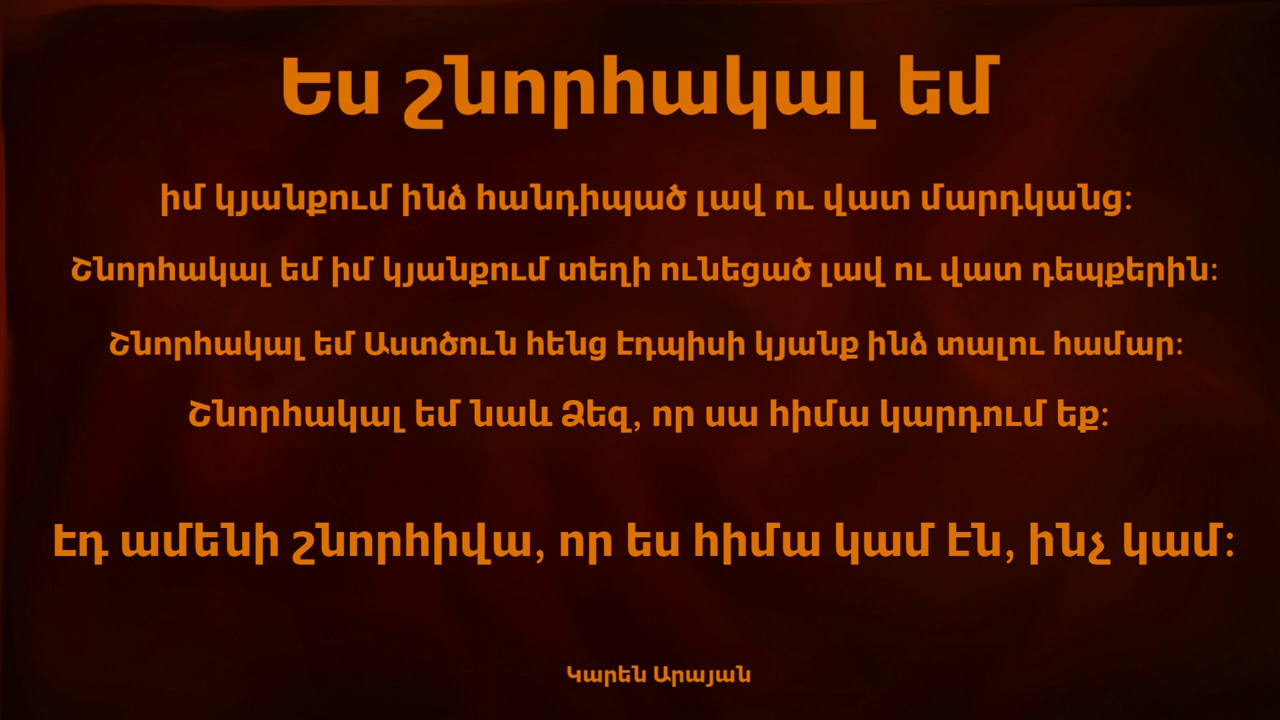 Ես շնորհակալ եմ
իմ կյանքում ինձ հանդիպած լավ ու վատ մարդկանց։
Շնորհակալ եմ իմ կյանքում տեղի ունեցած լավ ու վատ դեպքերին։
Շնորհակալ եմ Աստծուն հենց էդպիսի կյանք ինձ տալու համար։
Շնորհակալ եմ նաև Ձեզ, որ սա հիմա կարդում եք։
Էդ ամենի շնորհիվա, որ ես հիմա կամ էն, ինչ կամ։
Կարեն Արայան